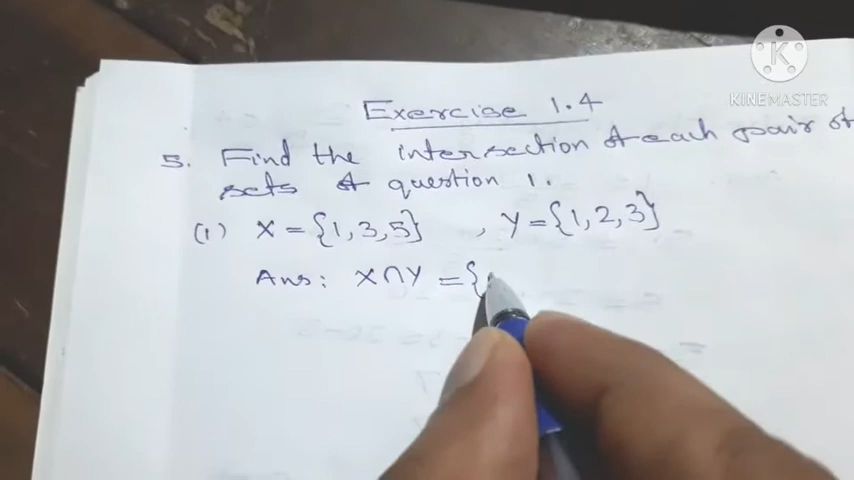 KINEMASTER
Exercise 1.4
5. Find the intersection of each pair of
sets of question 1.
(1) X = {1, 3, 5} , Y = {1, 2, 3}
Ans: X∩Y = {